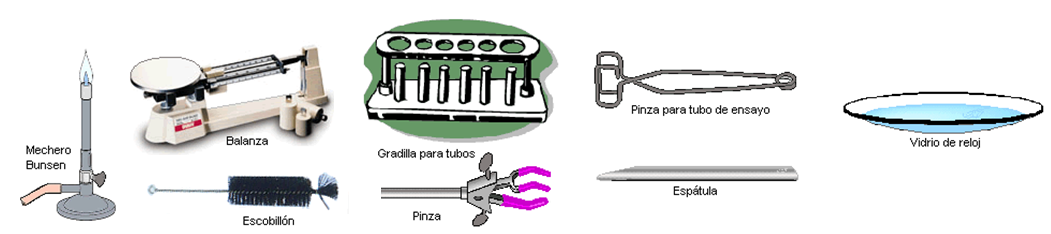 Mechero
Bunsen
Balanza
Escobillón
Gradilla para tubos
Pinza
Pinza para tubo de ensayo
Espátula
Vidrio de reloj